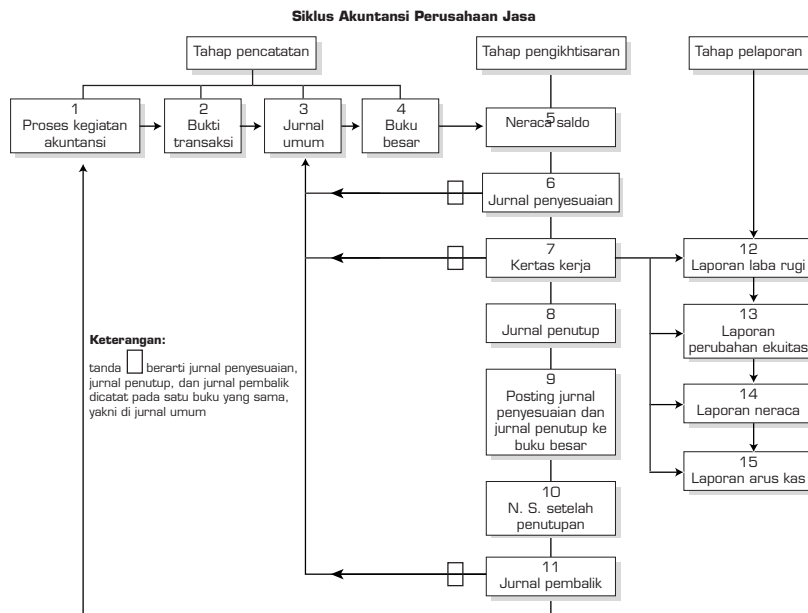 Siklus Akuntansi Perusahaan Jasa
Tahap pencatatan
Tahap pengikhtisaran
Tahap pelaporan
1
Proses kegiatan
akuntansi
2
Bukti
transaksi
3
Jurnal
umum
4
Buku
besar
5
Neraca saldo
6
Jurnal penyesuaian
7
Kertas kerja
8
Jurnal penutup
9
Posting jurnal
penyesuaian dan
jurnal penutup ke
buku besar
10
N. S. setelah
penutupan
11
Jurnal pembalik
12
Laporan laba rugi
13
Laporan
perubahan ekuitas
14
Laporan neraca
15
Laporan arus kas
Keterangan:
tanda berarti jurnal penyesuaian,
jurnal penutup, dan jurnal pembalik
dicatat pada satu buku yang sama,
yakni di jurnal umum